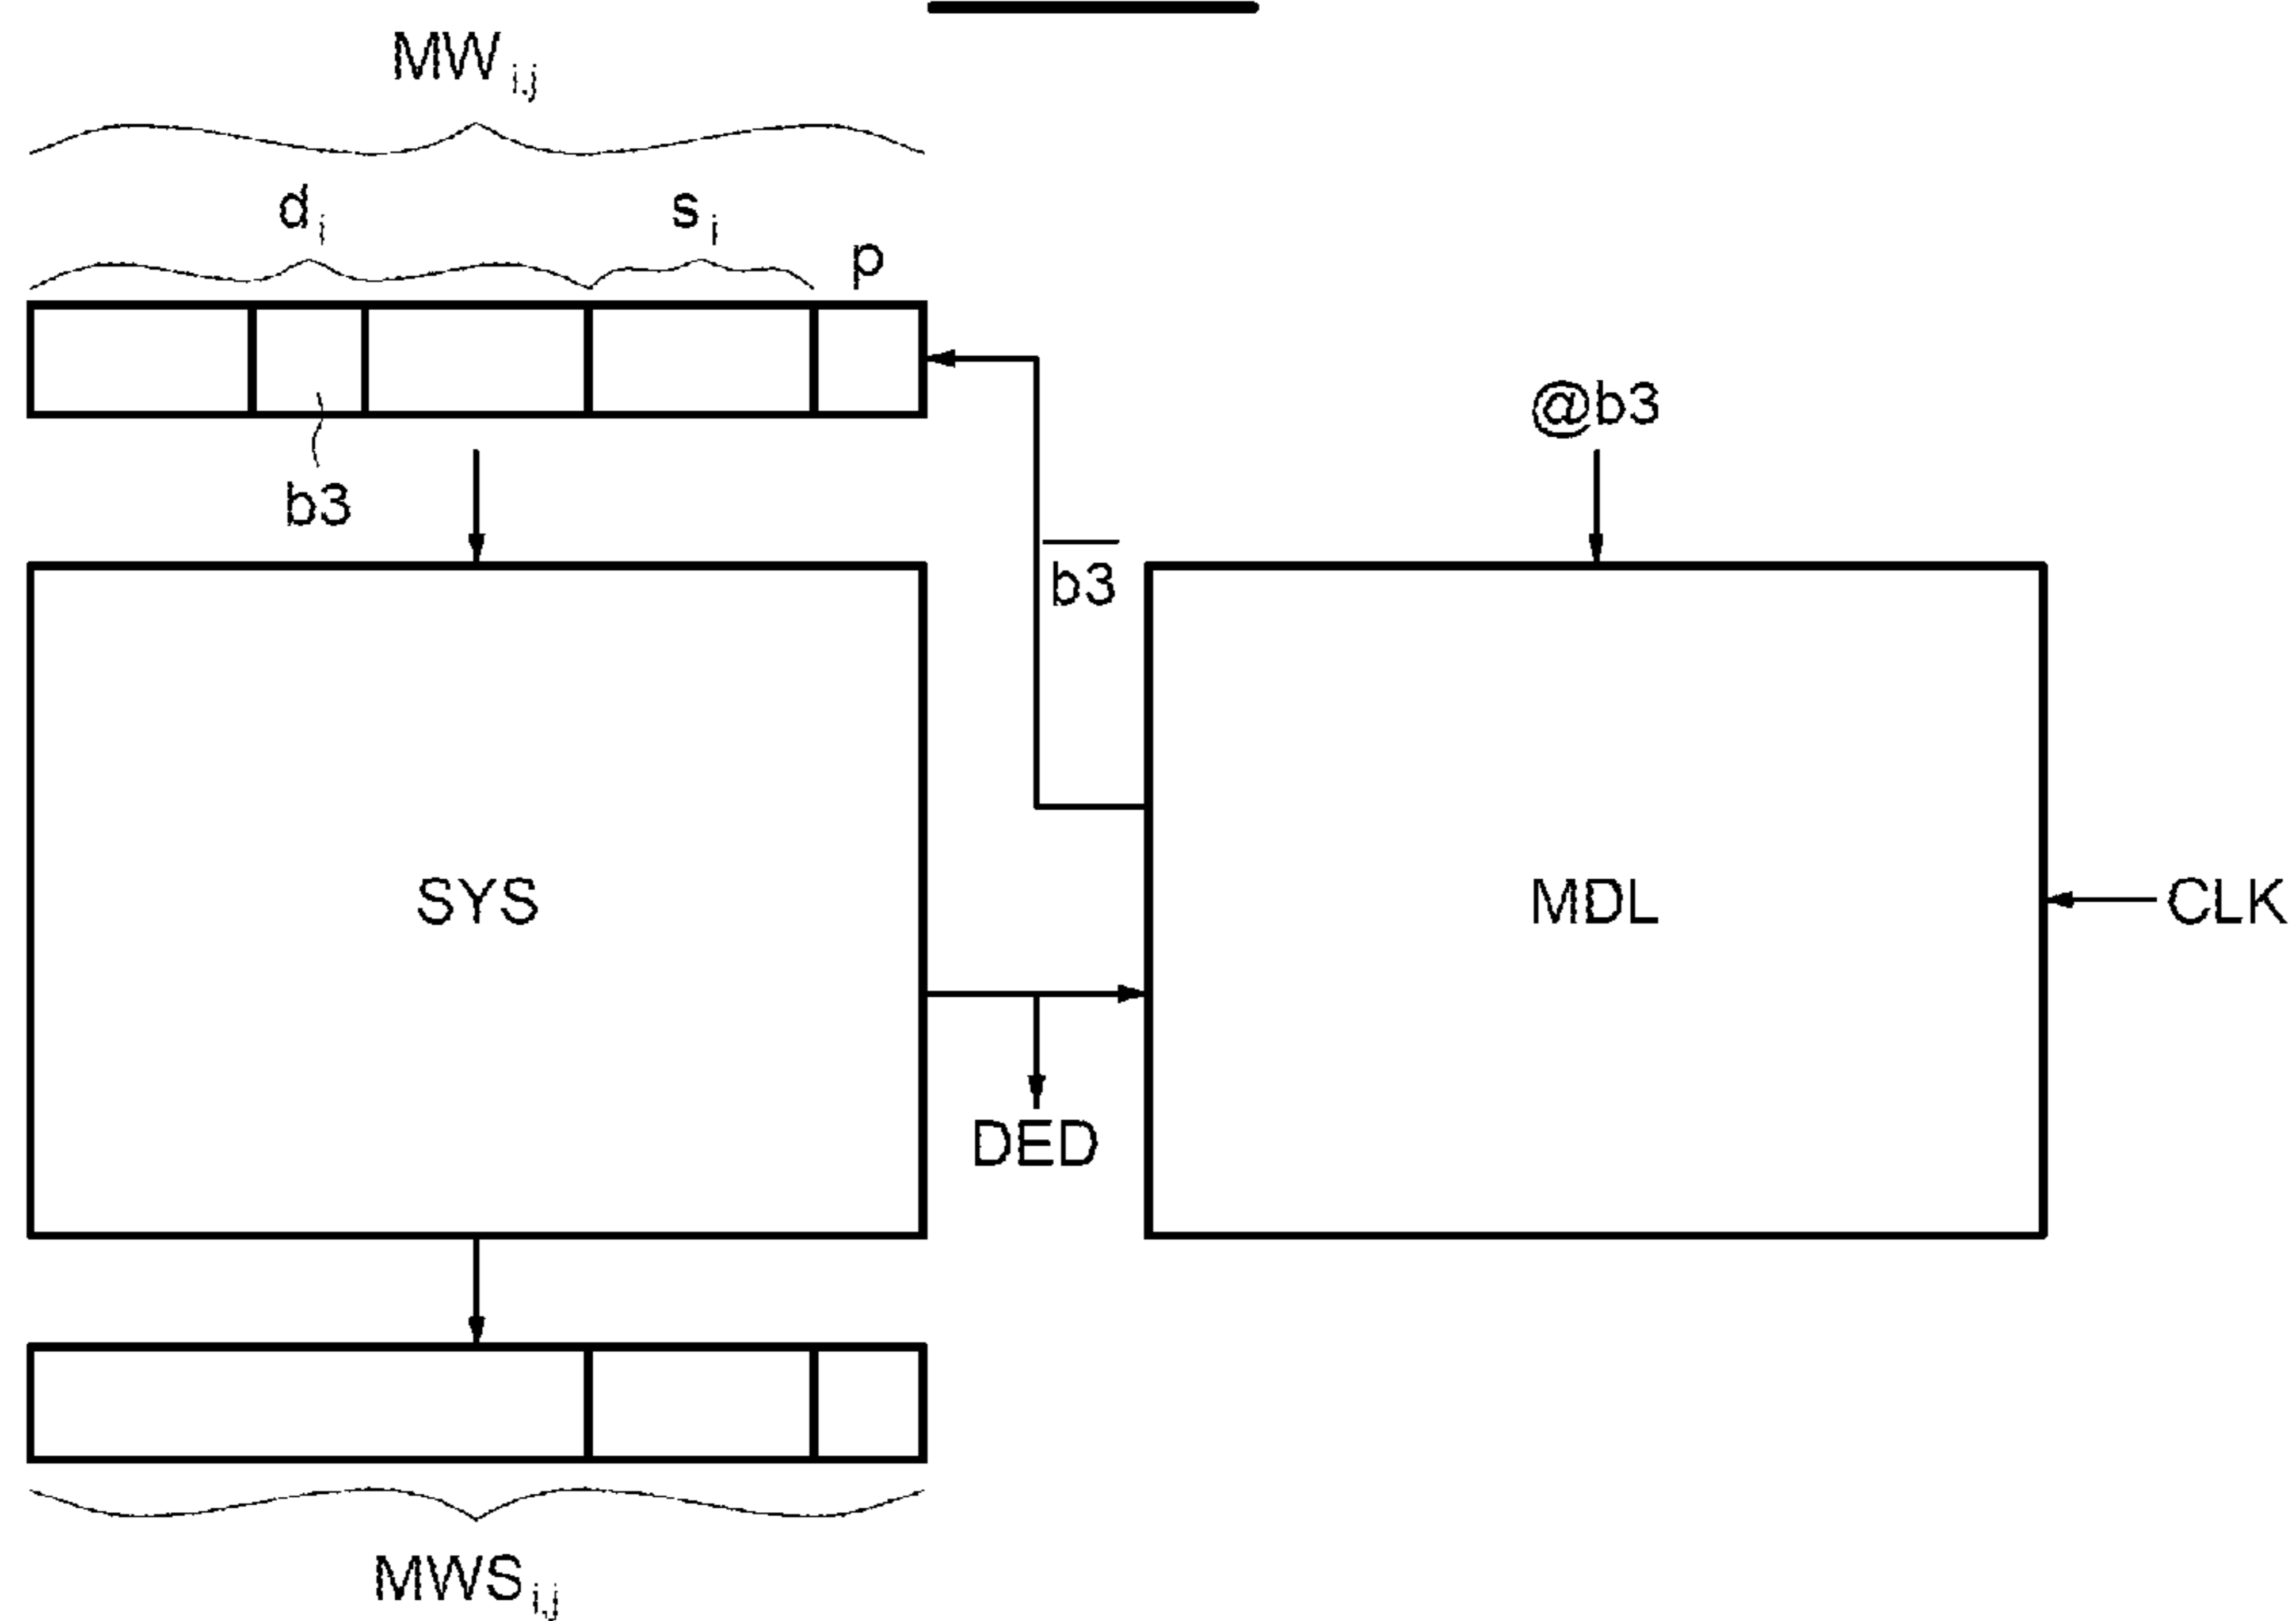 MW i,j
d i
s i
p
b3
@b3
b3
SYS
MDL
CLK
DED
MWS i,j